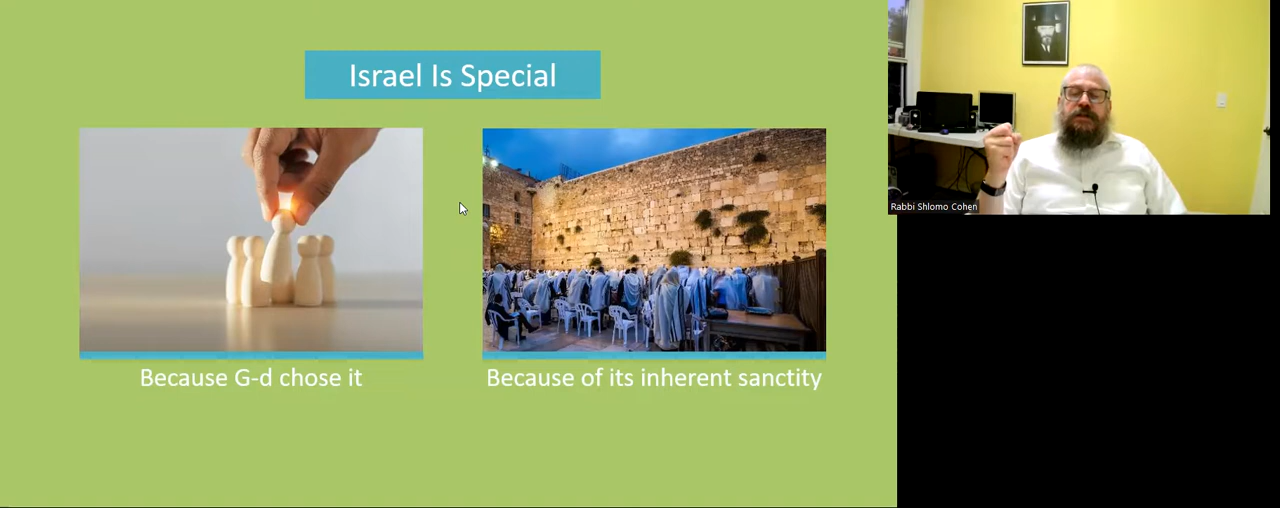 Israel Is Special
Because G-d chose it
Because of its inherent sanctity
Rabbi Shlomo Cohen